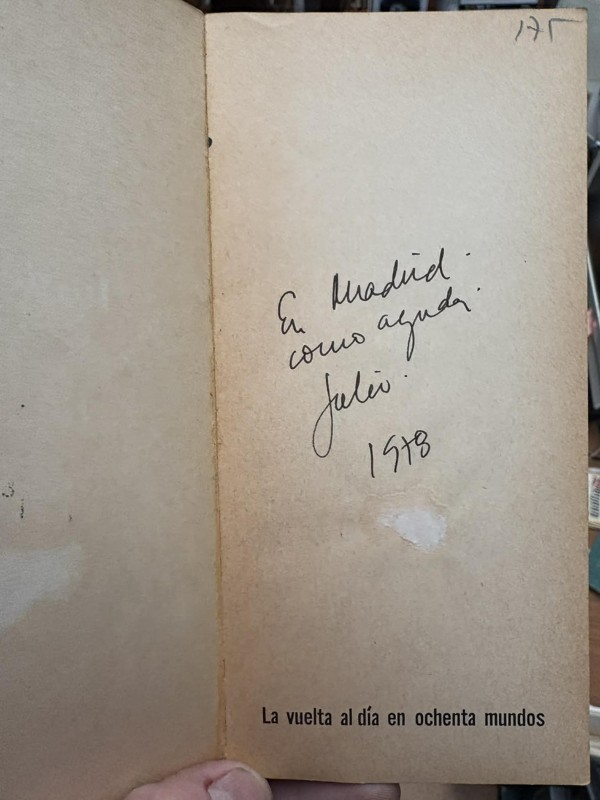 175
En Madrid.
como ayuda.
Julio.
1978
La vuelta al día en ochenta mundos